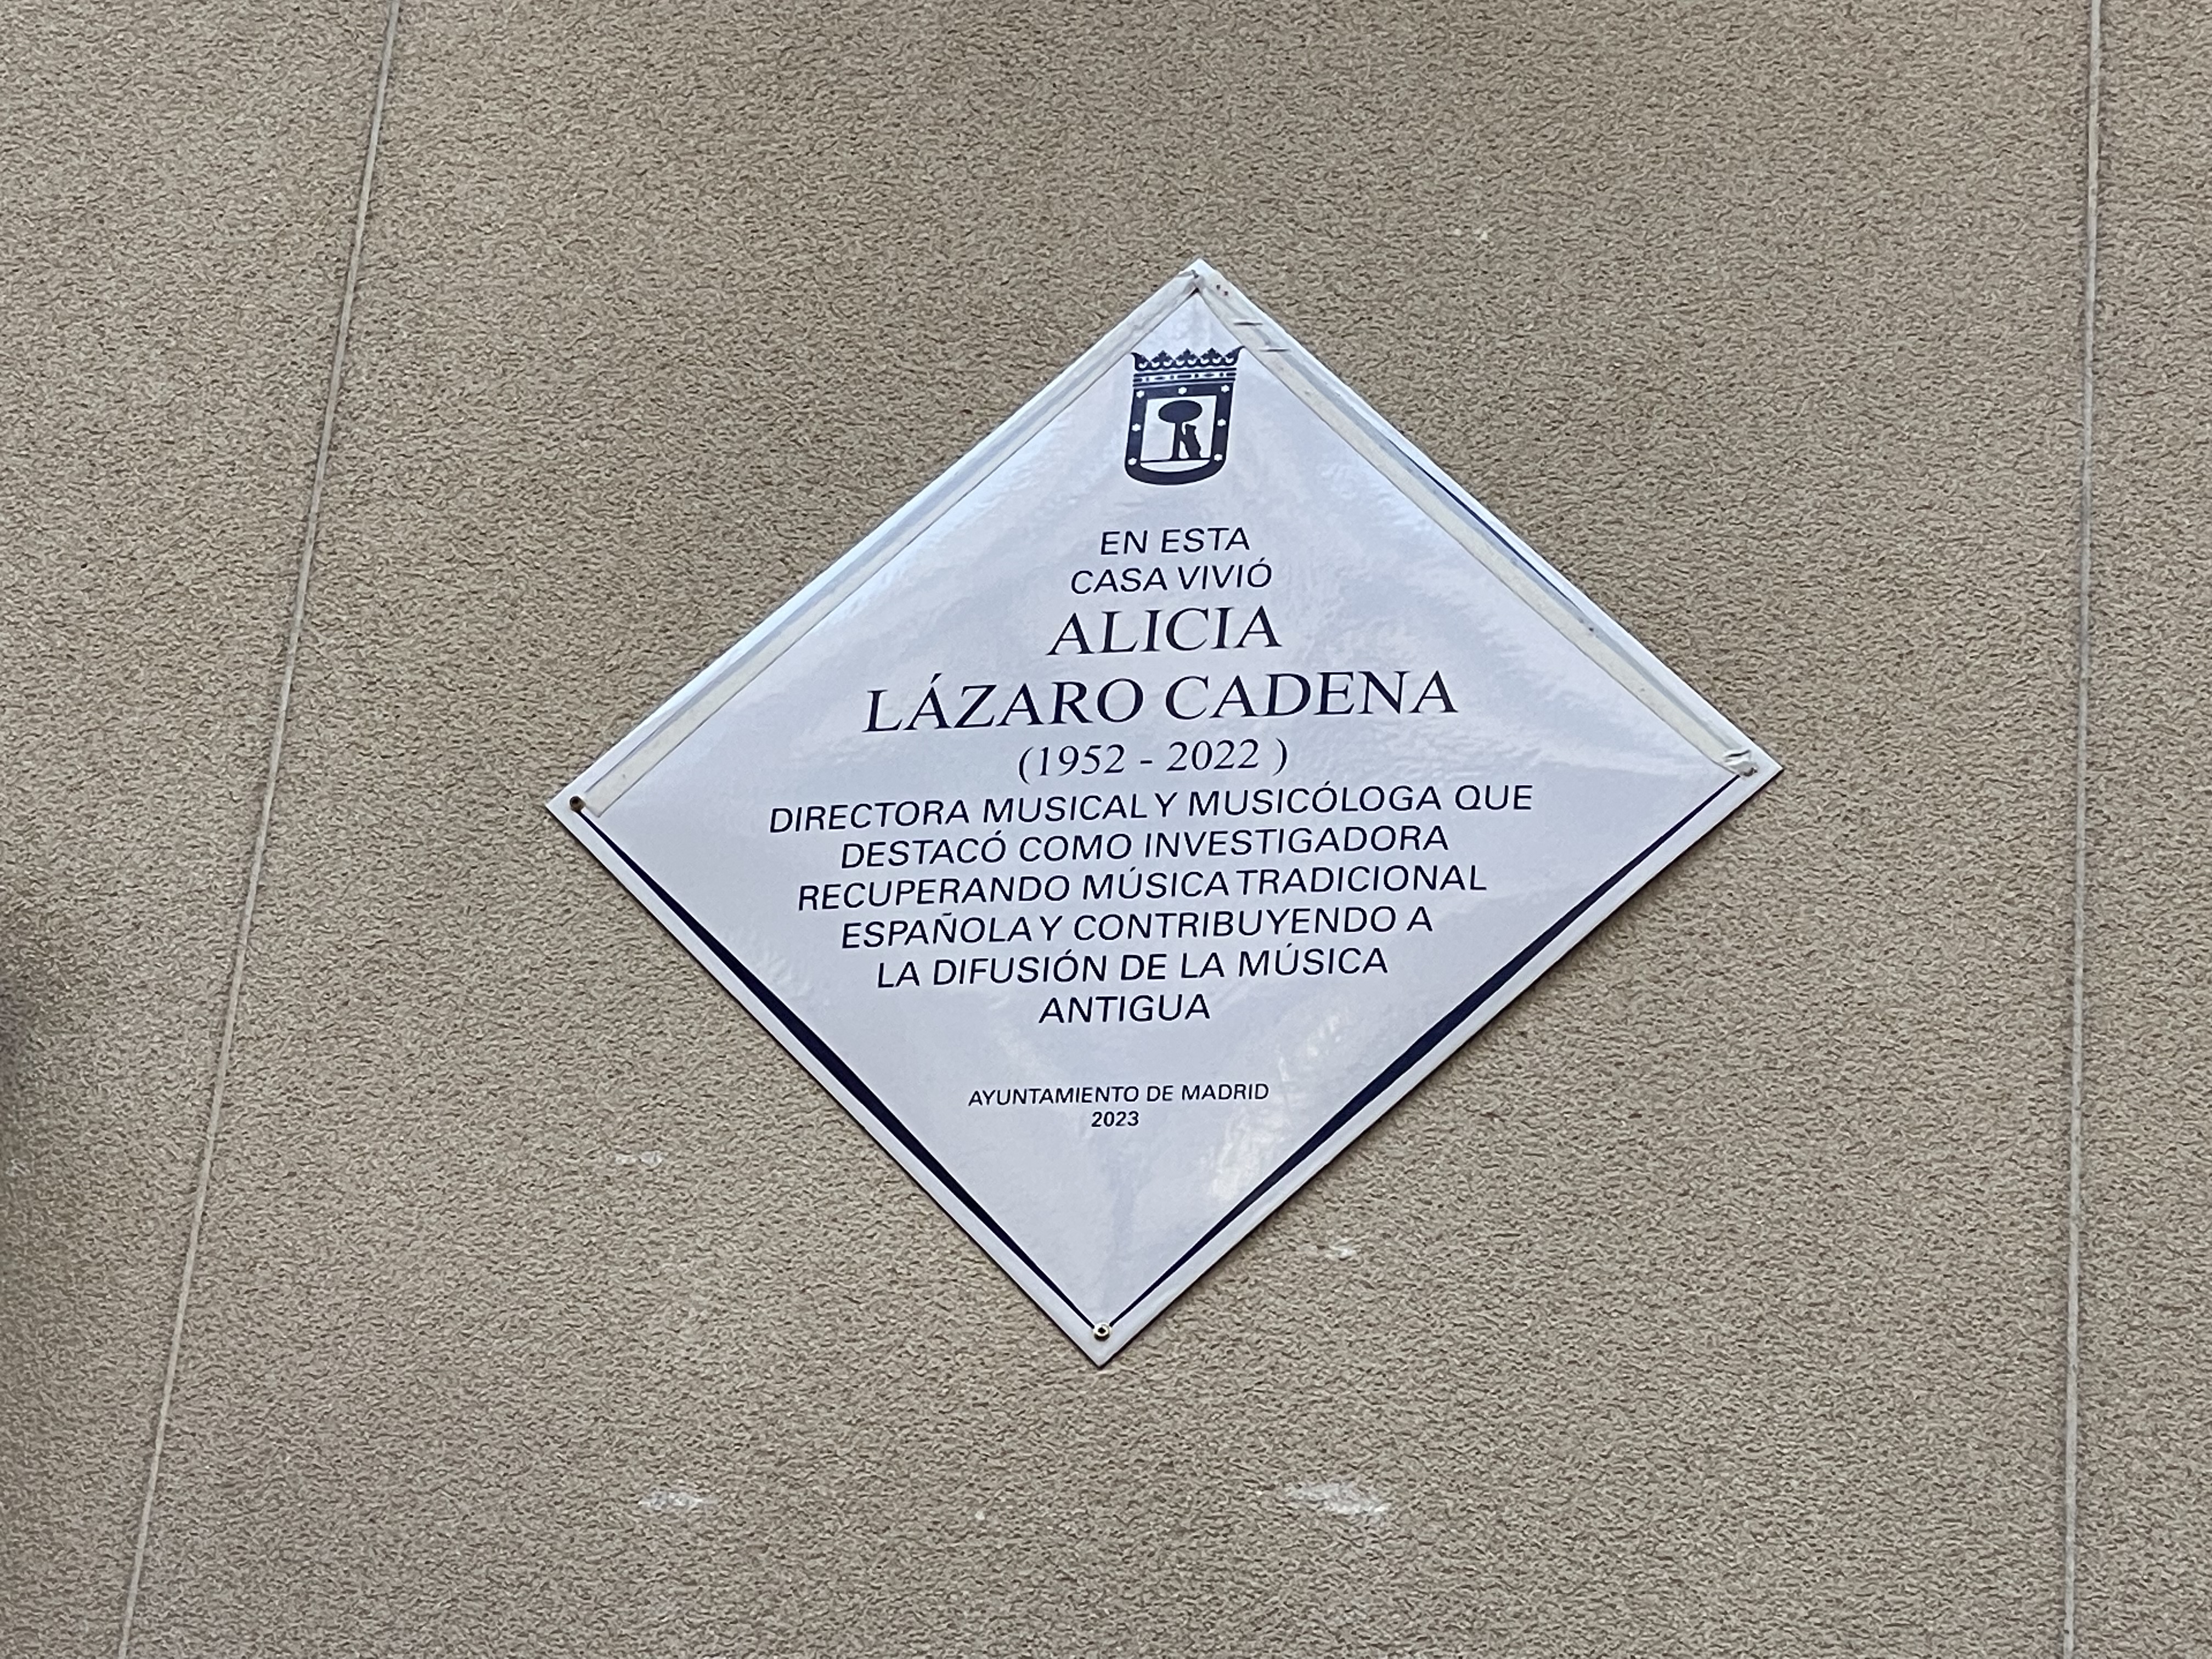 EN ESTA
CASA VIVIÓ
ALICIA
LÁZARO CADENA
(1952 - 2022 )
DIRECTORA MUSICAL Y MUSICÓLOGA QUE
DESTACÓ COMO INVESTIGADORA
RECUPERANDO MÚSICA TRADICIONAL
ESPAÑOLA Y CONTRIBUYENDO A
LA DIFUSIÓN DE LA MÚSICA
ANTIGUA
AYUNTAMIENTO DE MADRID
2023